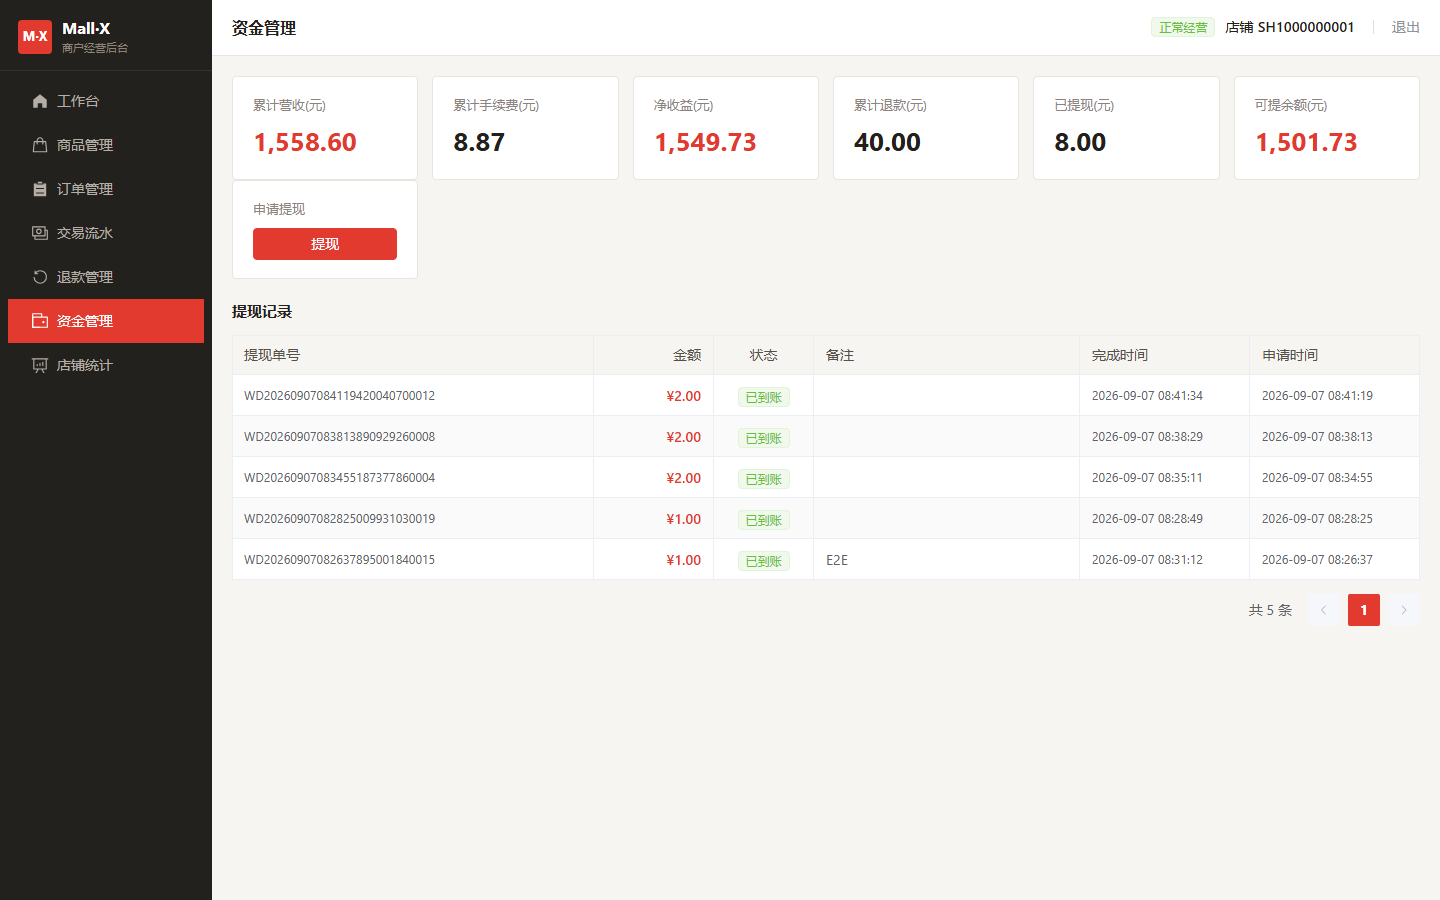 M·X
Mall·X
商户经营后台
工作台
商品管理
订单管理
交易流水
退款管理
资金管理
店铺统计
资金管理
正常经营 店铺 SH1000000001 退出
累计营收(元) 累计手续费(元) 净收益(元) 累计退款(元) 已提现(元) 可提余额(元)
1,558.60 8.87 1,549.73 40.00 8.00 1,501.73
申请提现
提现
提现记录
提现单号 金额 状态 备注 完成时间 申请时间
WD20260907084119420040700012 ¥2.00 已到账 2026-09-07 08:41:34 2026-09-07 08:41:19
WD20260907083813890929260008 ¥2.00 已到账 2026-09-07 08:38:29 2026-09-07 08:38:13
WD20260907083455187377860004 ¥2.00 已到账 2026-09-07 08:35:11 2026-09-07 08:34:55
WD20260907082825009931030019 ¥1.00 已到账 2026-09-07 08:28:49 2026-09-07 08:28:25
WD20260907082637895001840015 ¥1.00 已到账 E2E 2026-09-07 08:31:12 2026-09-07 08:26:37
共 5 条 1